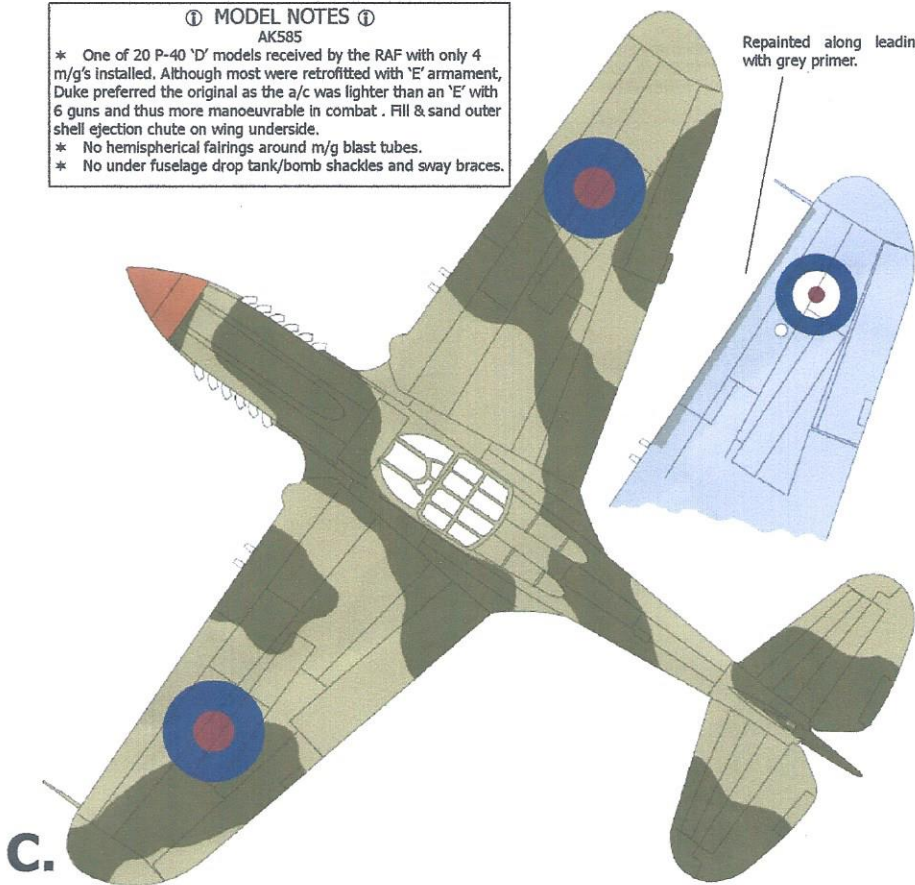 ⓘ MODEL NOTES ⓘ
AK585
* One of 20 P-40 ‘D’ models received by the RAF with only 4
m/g's installed. Although most were retrofitted with ‘E’ armament,
Duke preferred the original as the a/c was lighter than an ‘E’ with
6 guns and thus more manoeuvrable in combat . Fill & sand outer
shell ejection chute on wing underside.
* No hemispherical fairings around m/g blast tubes.
* No under fuselage drop tank/bomb shackles and sway braces.
Repainted along leadin
with grey primer.
C.